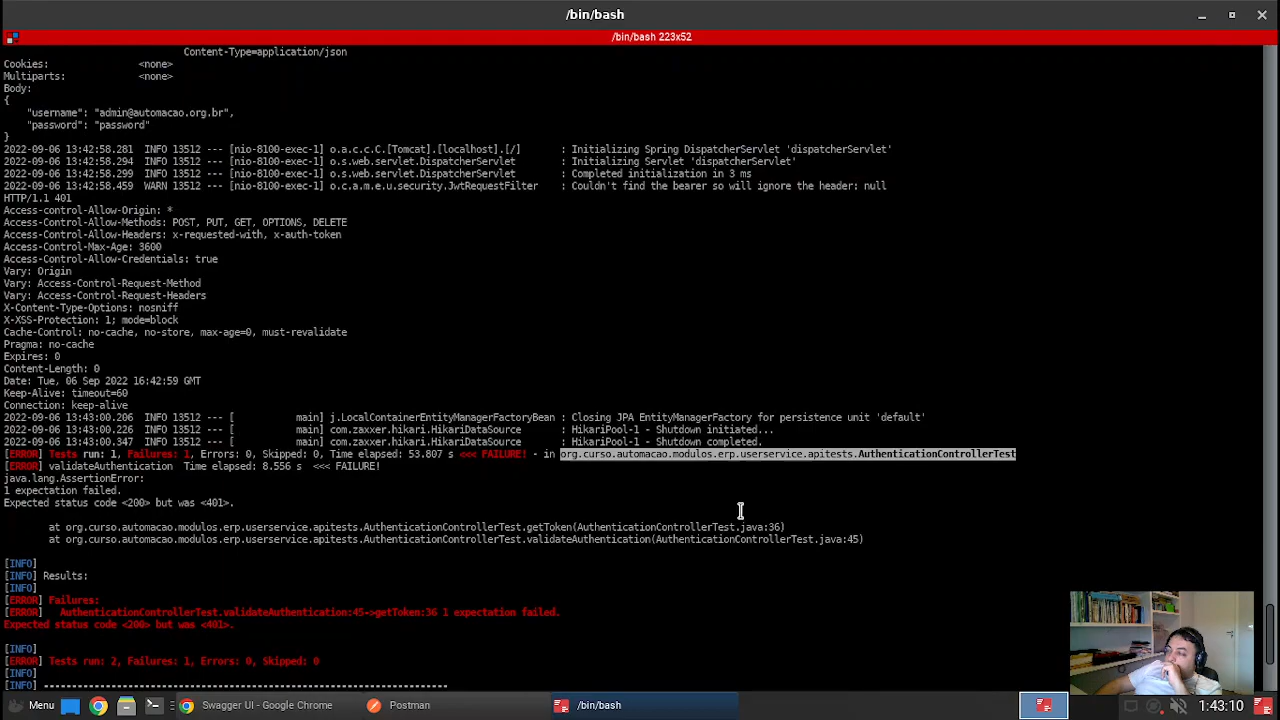 /bin/bash
/bin/bash 223x52
Content-Type=application/json
Cookies: <none>
Multiparts: <none>
Body:
{
"username": "admin@automacao.org.br",
"password": "password"
}
2022-09-06 13:42:58.281 INFO 13512 --- [nio-8100-exec-1] o.a.c.c.C.[Tomcat].[localhost].[/] : Initializing Spring DispatcherServlet 'dispatcherServlet'
2022-09-06 13:42:58.294 INFO 13512 --- [nio-8100-exec-1] o.s.web.servlet.DispatcherServlet : Initializing Servlet 'dispatcherServlet'
2022-09-06 13:42:58.299 INFO 13512 --- [nio-8100-exec-1] o.s.web.servlet.DispatcherServlet : Completed initialization in 3 ms
2022-09-06 13:42:58.459 WARN 13512 --- [nio-8100-exec-1] o.c.a.m.e.u.security.JwtRequestFilter : Couldn't find the bearer so will ignore the header: null
HTTP/1.1 401
Access-control-Allow-Origin: *
Access-Control-Allow-Methods: POST, PUT, GET, OPTIONS, DELETE
Access-Control-Allow-Headers: x-requested-with, x-auth-token
Access-Control-Max-Age: 3600
Access-Control-Allow-Credentials: true
Vary: Origin
Vary: Access-Control-Request-Method
Vary: Access-Control-Request-Headers
X-Content-Type-Options: nosniff
X-XSS-Protection: 1; mode=block
Cache-Control: no-cache, no-store, max-age=0, must-revalidate
Pragma: no-cache
Expires: 0
Content-Length: 0
Date: Tue, 06 Sep 2022 16:42:59 GMT
Keep-Alive: timeout=60
Connection: keep-alive
2022-09-06 13:43:00.206 INFO 13512 --- [ main] j.LocalContainerEntityManagerFactoryBean : Closing JPA EntityManagerFactory for persistence unit 'default'
2022-09-06 13:43:00.226 INFO 13512 --- [ main] com.zaxxer.hikari.HikariDataSource : HikariPool-1 - Shutdown initiated...
2022-09-06 13:43:00.347 INFO 13512 --- [ main] com.zaxxer.hikari.HikariDataSource : HikariPool-1 - Shutdown completed.
[ERROR] Tests run: 1, Failures: 1, Errors: 0, Skipped: 0, Time elapsed: 53.807 s <<< FAILURE! - in org.curso.automacao.modulos.erp.userservice.apitests.AuthenticationControllerTest
[ERROR] validateAuthentication Time elapsed: 8.556 s <<< FAILURE!
java.lang.AssertionError:
1 expectation failed.
Expected status code <200> but was <401>.
at org.curso.automacao.modulos.erp.userservice.apitests.AuthenticationControllerTest.getToken(AuthenticationControllerTest.java:36)
at org.curso.automacao.modulos.erp.userservice.apitests.AuthenticationControllerTest.validateAuthentication(AuthenticationControllerTest.java:45)
[INFO]
[INFO] Results:
[INFO]
[ERROR] Failures:
[ERROR] AuthenticationControllerTest.validateAuthentication:45->getToken:36 1 expectation failed.
Expected status code <200> but was <401>.
[INFO]
[ERROR] Tests run: 2, Failures: 1, Errors: 0, Skipped: 0
[INFO]
[INFO] ------------------------------------------------------------------------
Menu Swagger UI - Google Chrome Postman /bin/bash 1:43:10